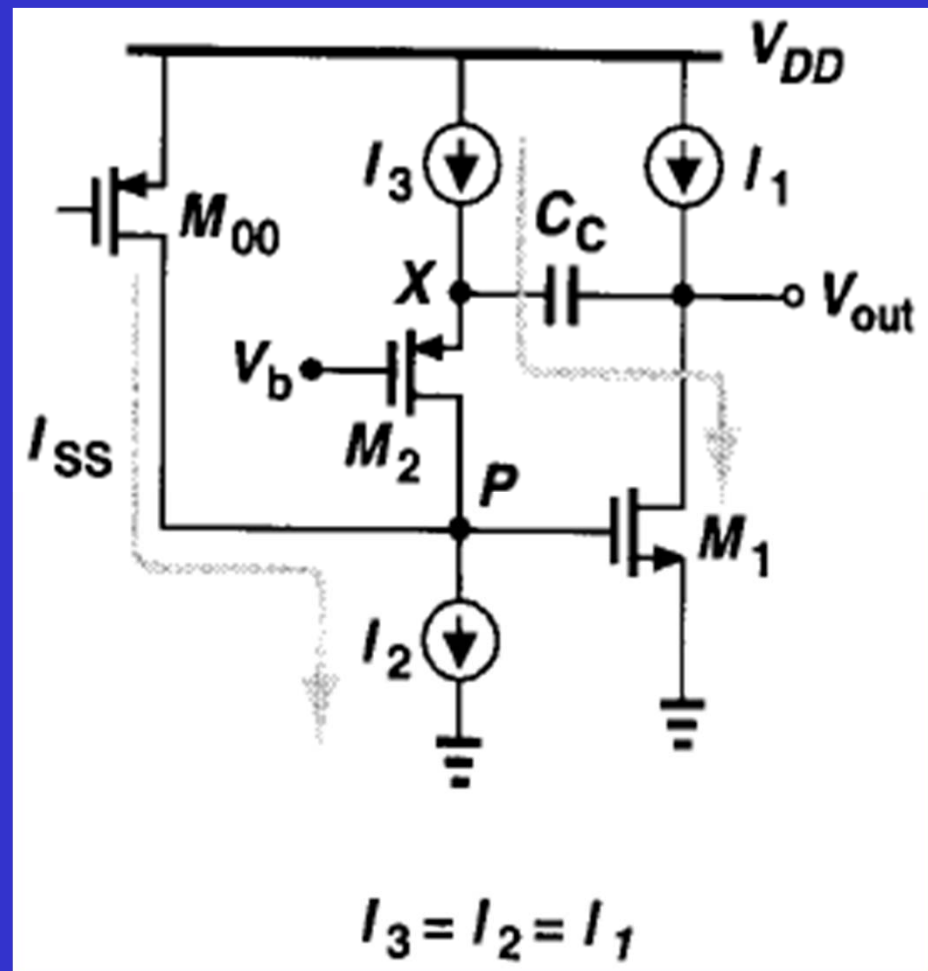 V_DD
I_3
I_1
C_C
M_00
X
V_out
V_b
M_2
I_SS
P
M_1
I_2
I_3 = I_2 = I_1